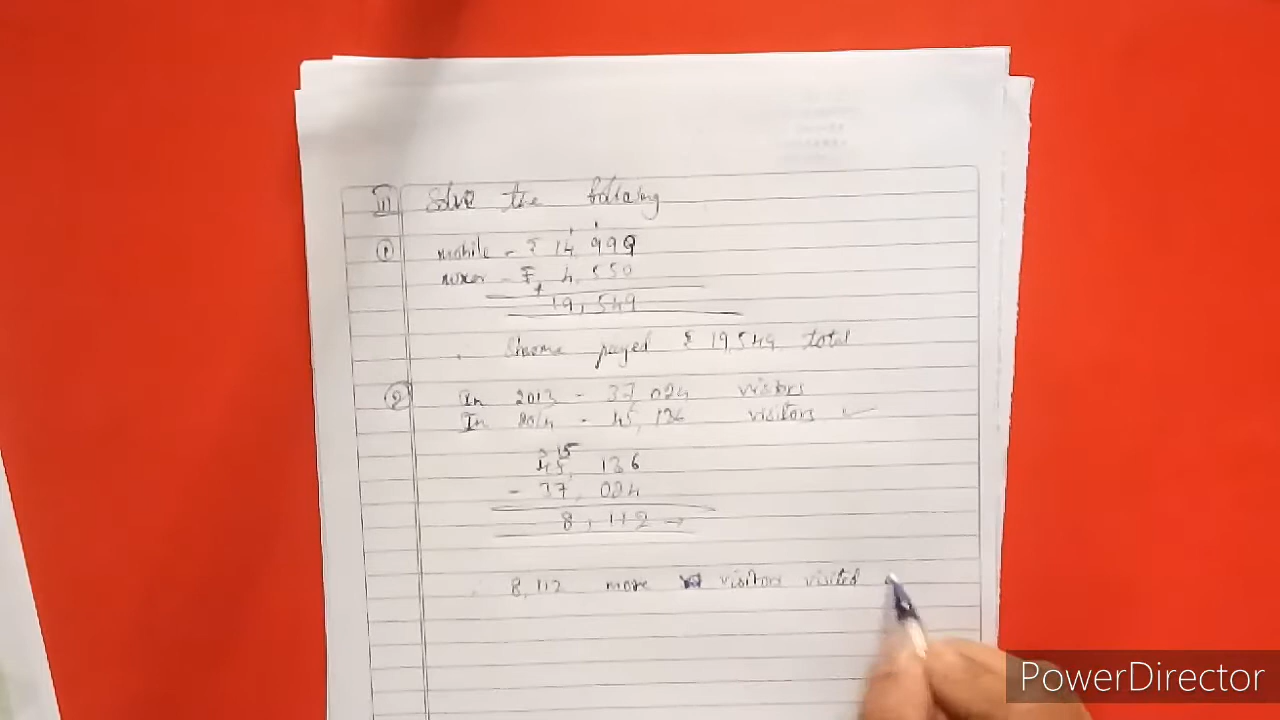 III Solve the following
① mobile - ₹ 14,999
mixer - ₹ 4,550
+
19,549
payed ₹ 19,549 total
② In 2013 - 37,024 visitors
In 2014 - 45,136 visitors
3 15
45,136
- 37,024
8,112 →
8,112 more visitors visited
PowerDirector